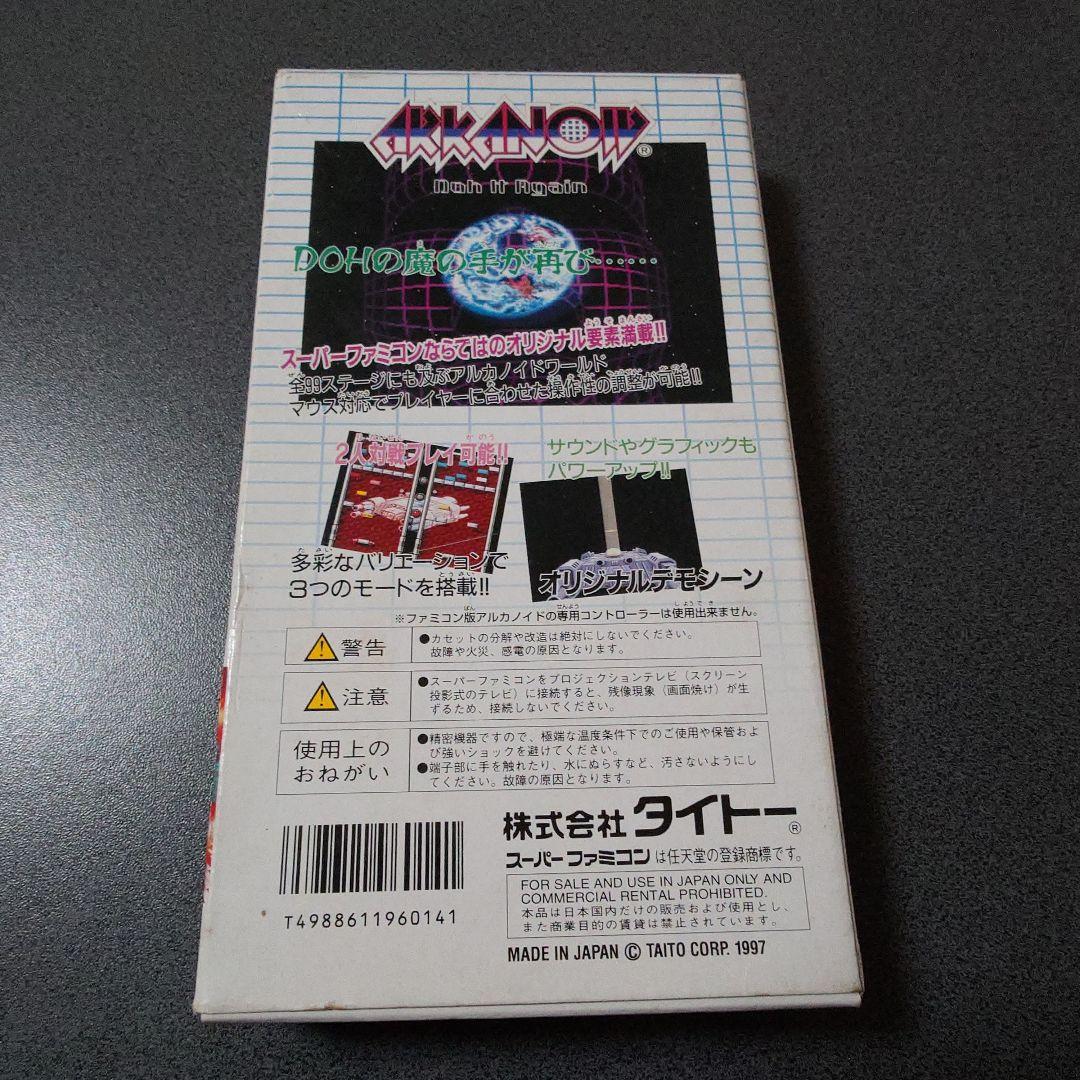 ARKANOID®
Doh It Again
DOHの魔の手が再び……
スーパーファミコンならではのオリジナル要素満載!!
全99ステージにも及ぶアルカノイドワールド
マウス対応でプレイヤーに合わせた操作性の調整が可能!!
2人対戦プレイ可能!!
多彩なバリエーションで
3つのモードを搭載!!
サウンドやグラフィックも
パワーアップ!!
オリジナルデモシーン
※ファミコン版アルカノイドの専用コントローラーは使用出来ません。
警告
●カセットの分解や改造は絶対にしないでください。
故障や火災、感電の原因となります。
注意
●スーパーファミコンをプロジェクションテレビ（スクリーン
投影式のテレビ）に接続すると、残像現象（画面焼け）が生
ずるため、接続しないでください。
使用上の
おねがい
●精密機器ですので、極端な温度条件下でのご使用や保管およ
び強いショックを避けてください。
●端子部に手を触れたり、水にぬらすなど、汚さないようにし
てください。故障の原因となります。
株式会社タイトー®
スーパーファミコンは任天堂の登録商標です。
FOR SALE AND USE IN JAPAN ONLY AND
COMMERCIAL RENTAL PROHIBITED.
本品は日本国内だけの販売および使用とし、
また商業目的の賃貸は禁止されています。
T4988611960141
MADE IN JAPAN © TAITO CORP. 1997